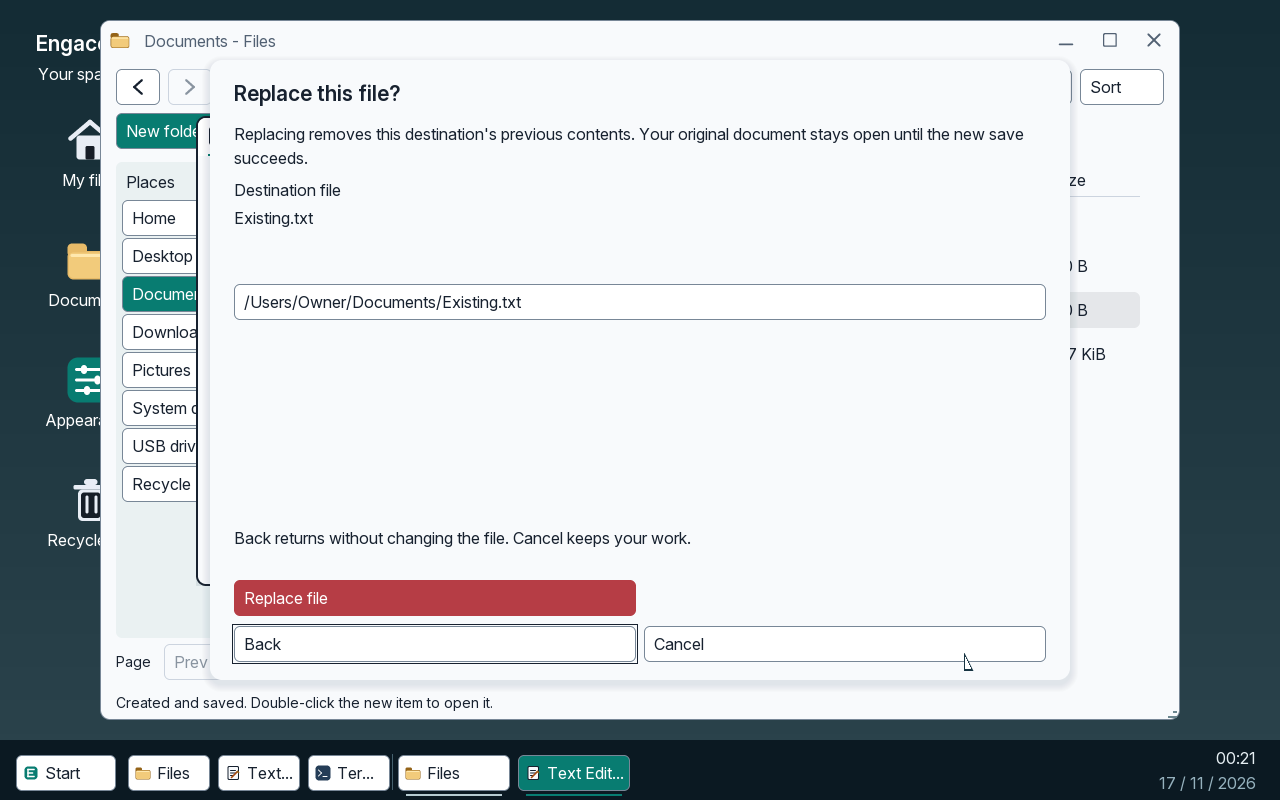 Documents - Files
Sort
New folde
Places
Home
Desktop
Documen
Downloa
Pictures
System
USB driv
Recycle
Page
Prev
ze
B
B
7 KiB
Created and saved. Double-click the new item to open it.
Replace this file?
Replacing removes this destination's previous contents. Your original document stays open until the new save
succeeds.
Destination file
Existing.txt
/Users/Owner/Documents/Existing.txt
Back returns without changing the file. Cancel keeps your work.
Replace file
Back
Cancel
Engac
Your spa
My fil
Docum
Appeara
Recycle
Start
Files
Text...
Ter...
Files
Text Edit...
00:21
17 / 11 / 2026